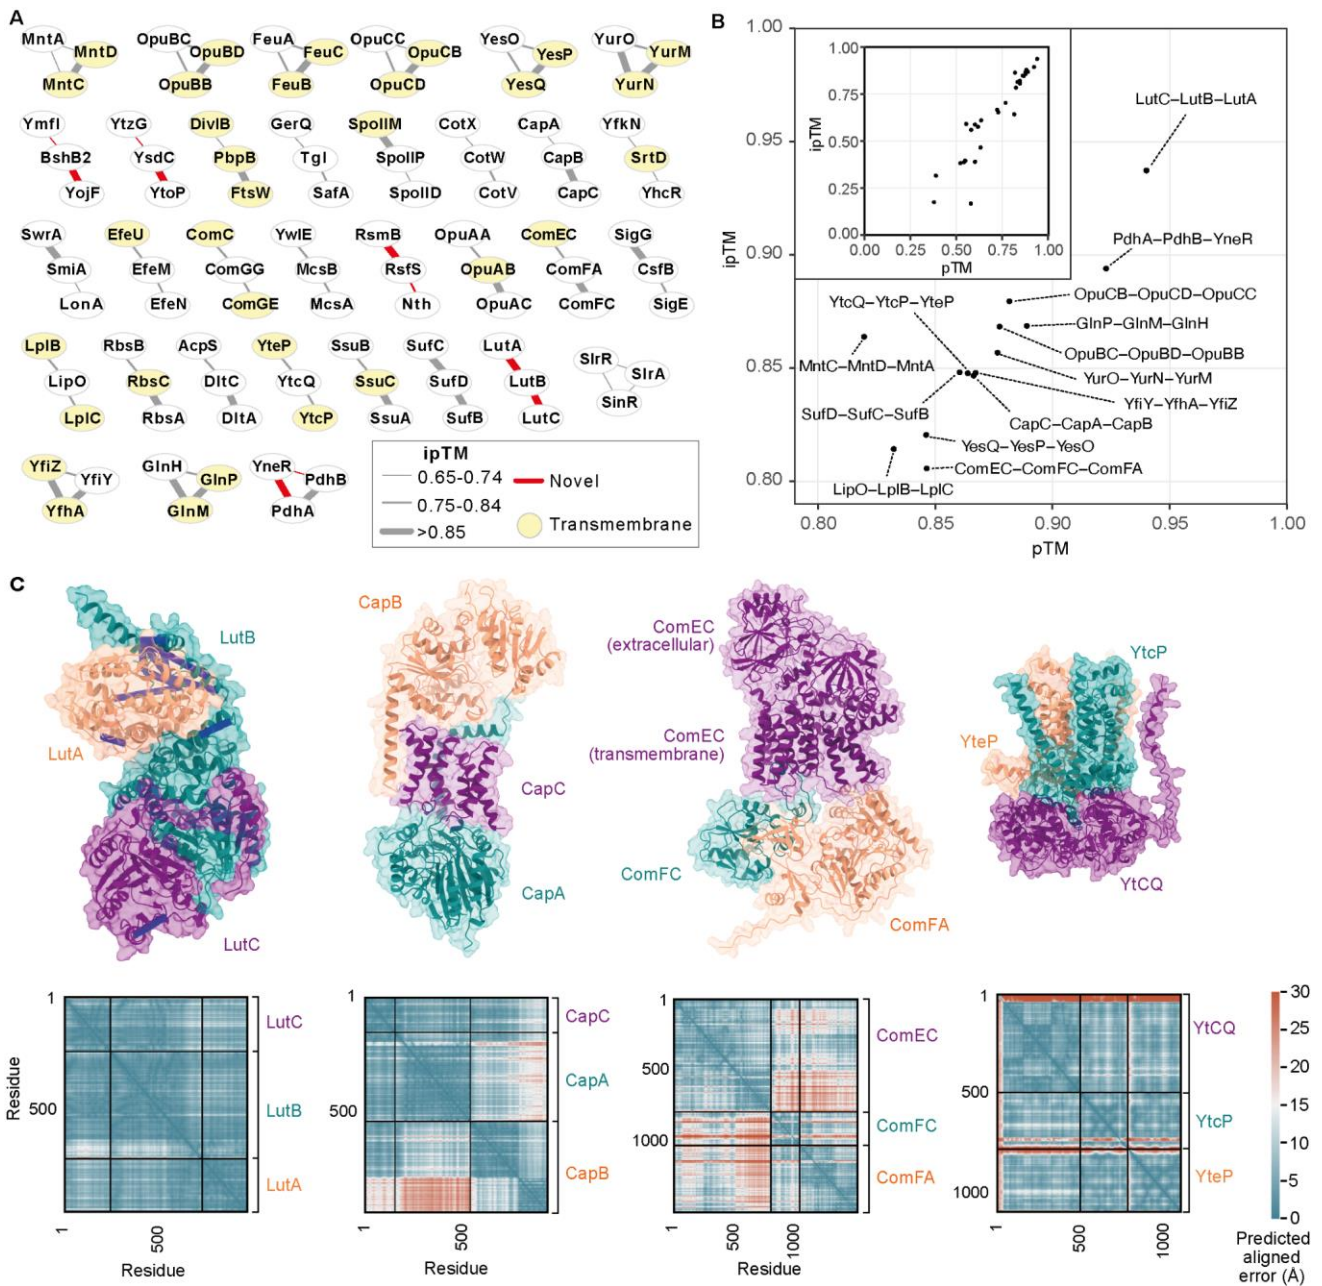 A
MntA
MntD
MntC
OpuBC
OpuBD
OpuBB
FeuA
FeuC
FeuB
OpuCC
OpuCB
OpuCD
YesO
YesP
YesQ
YurO
YurM
YurN
YmfI
BshB2
YojF
YtzG
YsdC
YtoP
DivIB
PbpB
FtsW
GerQ
Tgl
SafA
SpoIIM
SpoIIP
SpoIID
CotX
CotW
CotV
CapA
CapB
CapC
YfkN
SrtD
YhcR
SwrA
SmiA
LonA
EfeU
EfeM
EfeN
ComC
ComGG
ComGE
YwlE
McsB
McsA
RsmB
RsfS
Nth
OpuAA
OpuAB
OpuAC
ComEC
ComFA
ComFC
SigG
CsfB
SigE
LplB
LipO
LplC
RbsB
RbsC
RbsA
AcpS
DltC
DltA
YteP
YtcQ
YtcP
SsuB
SsuC
SsuA
SufC
SufD
SufB
LutA
LutB
LutC
SlrR
SlrA
SinR
YfiZ
YfiY
YfhA
GlnH
GlnP
GlnM
YneR
PdhB
PdhA
ipTM
0.65-0.74
0.75-0.84
>0.85
Novel
Transmembrane
B
1.00
0.95
0.90
0.85
0.80
ipTM
0.80
0.85
0.90
0.95
1.00
pTM
1.00
0.75
0.50
0.25
0.00
ipTM
0.00
0.25
0.50
0.75
1.00
pTM
LutC–LutB–LutA
PdhA–PdhB–YneR
YtcQ–YtcP–YteP
OpuCB–OpuCD–OpuCC
GlnP–GlnM–GlnH
OpuBC–OpuBD–OpuBB
MntC–MntD–MntA
YurO–YurN–YurM
YfiY–YfhA–YfiZ
SufD–SufC–SufB
CapC–CapA–CapB
YesQ–YesP–YesO
ComEC–ComFC–ComFA
LipO–LplB–LplC
C
LutB
LutA
LutC
CapB
CapC
CapA
ComEC
(extracellular)
ComEC
(transmembrane)
ComFC
ComFA
YtcP
YteP
YtCQ
1
500
Residue
1
500
Residue
LutC
LutB
LutA
1
500
1
500
Residue
CapC
CapA
CapB
1
500
1000
1
500
1000
Residue
ComEC
ComFC
ComFA
1
500
1000
1
500
1000
Residue
YtCQ
YtcP
YteP
30
25
20
15
10
5
0
Predicted
aligned
error (Å)